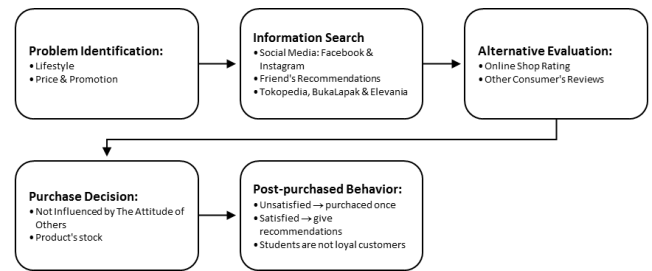 Problem Identification:
• Lifestyle
• Price & Promotion
Information Search
• Social Media: Facebook &
Instagram
• Friend's Recommendations
• Tokopedia, BukaLapak & Elevania
Alternative Evaluation:
• Online Shop Rating
• Other Consumer's Reviews
Purchase Decision:
• Not Influenced by The Attitude of
Others
• Product's stock
Post-purchased Behavior:
• Unsatisfied → purchaced once
• Satisfied → give
recommendations
• Students are not loyal customers